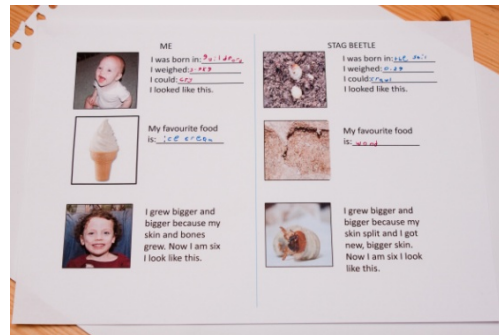 ME
I was born in:
I weighed:
I could: cry
I looked like this.
My favourite food
is: ice cream
I grew bigger and
bigger because my
skin and bones
grew. Now I am six
I look like this.
STAG BEETLE
I was born in: soil
I weighed:
I could: crawl
I looked like this.
My favourite food
is: wood
I grew bigger and
bigger because my
skin split and I got
new, bigger skin.
Now I am six I look
like this.